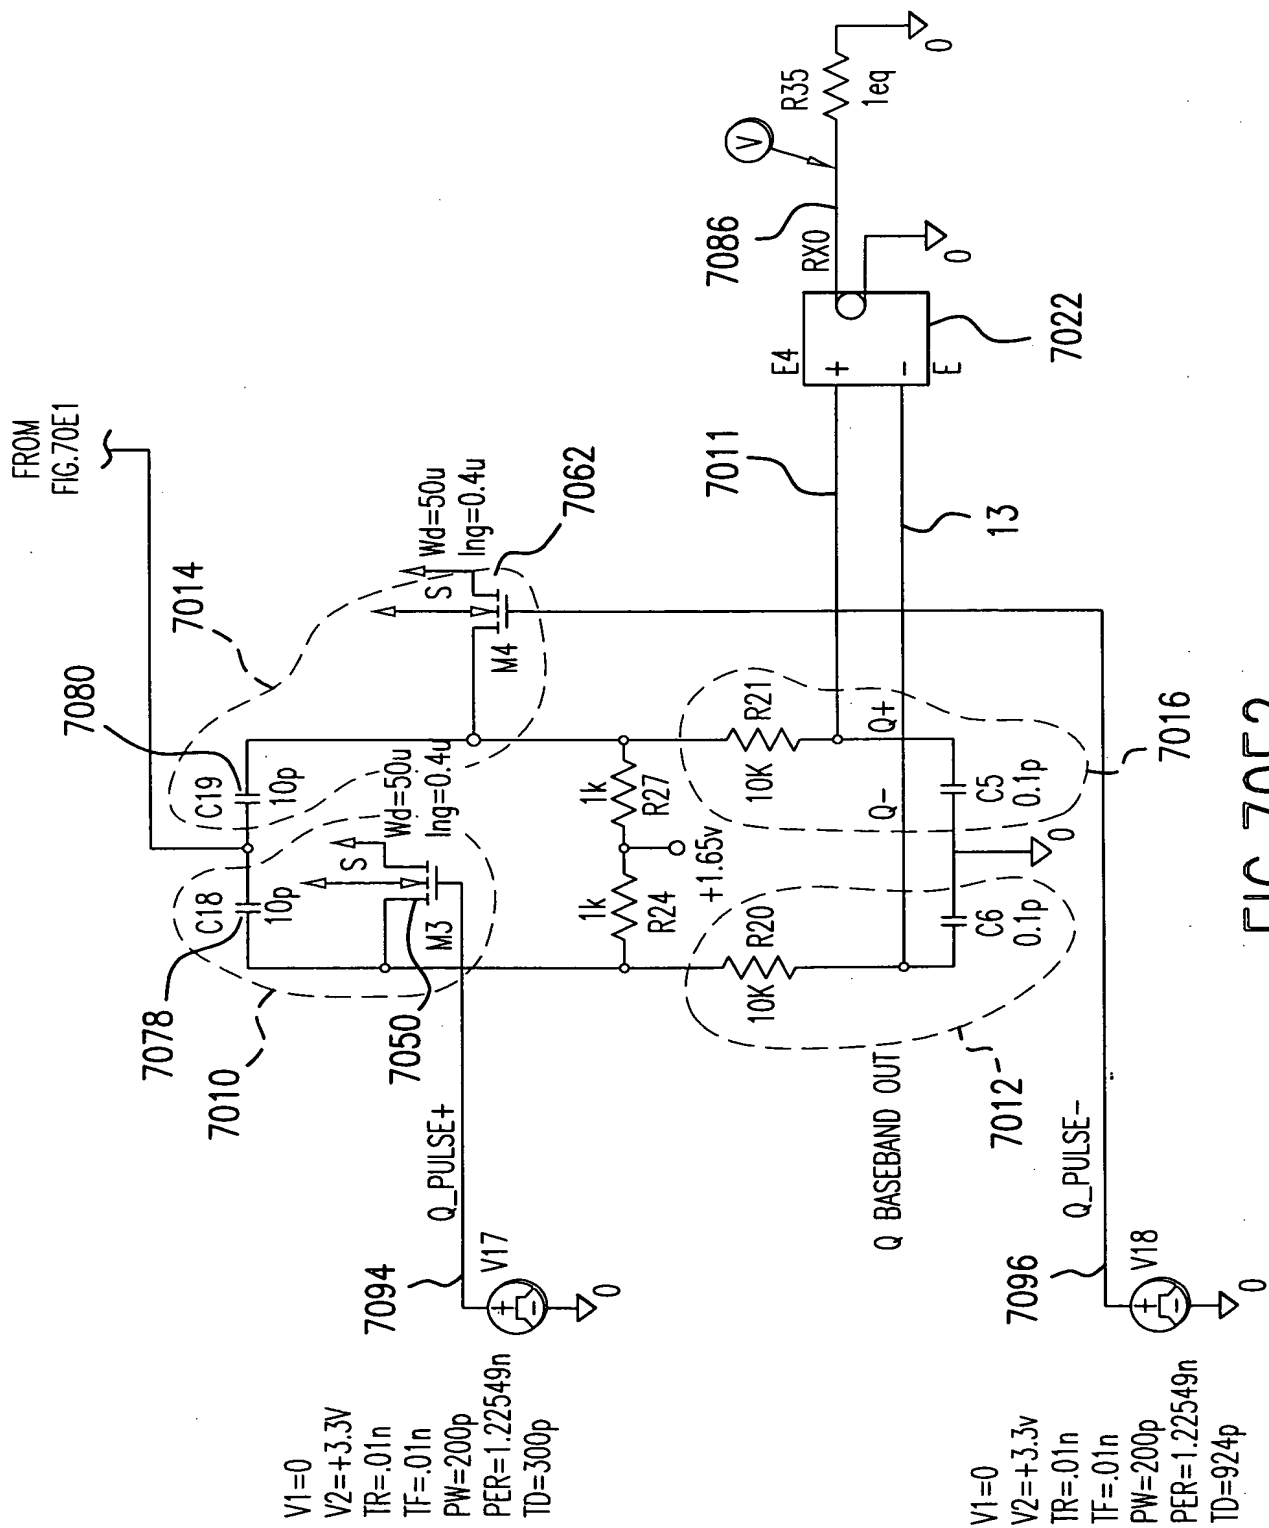 FROM
FIG.70E1
7014
7080
7078
7010
C19
10p
C18
10p
S
Wd=50u
lng=0.4u
7062
M4
S
Wd=50u
lng=0.4u
M3
7050
1k
R27
1k
R24
+1.65v
10K
R21
10K
R20
Q+
Q-
C5
0.1p
C6
0.1p
0
7016
7012
Q BASEBAND OUT
7011
13
E4
+
-
E
7022
RX0
7086
V
R35
1eq
0
0
Q_PULSE+
7094
V17
+
-
0
V1=0
V2=+3.3V
TR=.01n
TF=.01n
PW=200p
PER=1.22549n
TD=300p
Q_PULSE-
7096
V18
+
-
0
V1=0
V2=+3.3v
TR=.01n
TF=.01n
PW=200p
PER=1.22549n
TD=924p